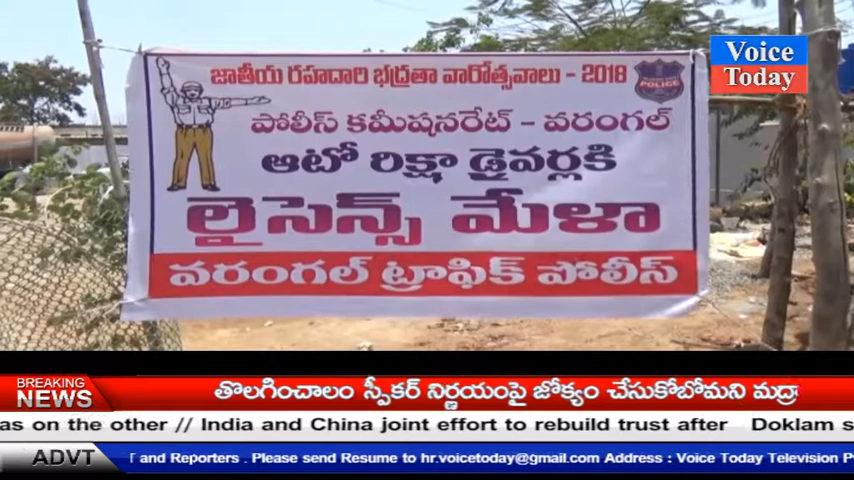 జాతీయ రహదారి భద్రతా వారోత్సవాలు - 2018
POLICE
Voice
Today
పోలీస్ కమీషనరేట్ - వరంగల్
ఆటో రిక్షా డ్రైవర్లకి
లైసెన్స్ మేళా
వరంగల్ ట్రాఫిక్ పోలీస్
BREAKING
NEWS
తొలగించాలం స్పీకర్ నిర్ణయంపై జోక్యం చేసుకోబోమని మద్రా
as on the other // India and China joint effort to rebuild trust after Doklam s
ADVT
T and Reporters . Please send Resume to hr.voicetoday@gmail.com Address : Voice Today Television Pv